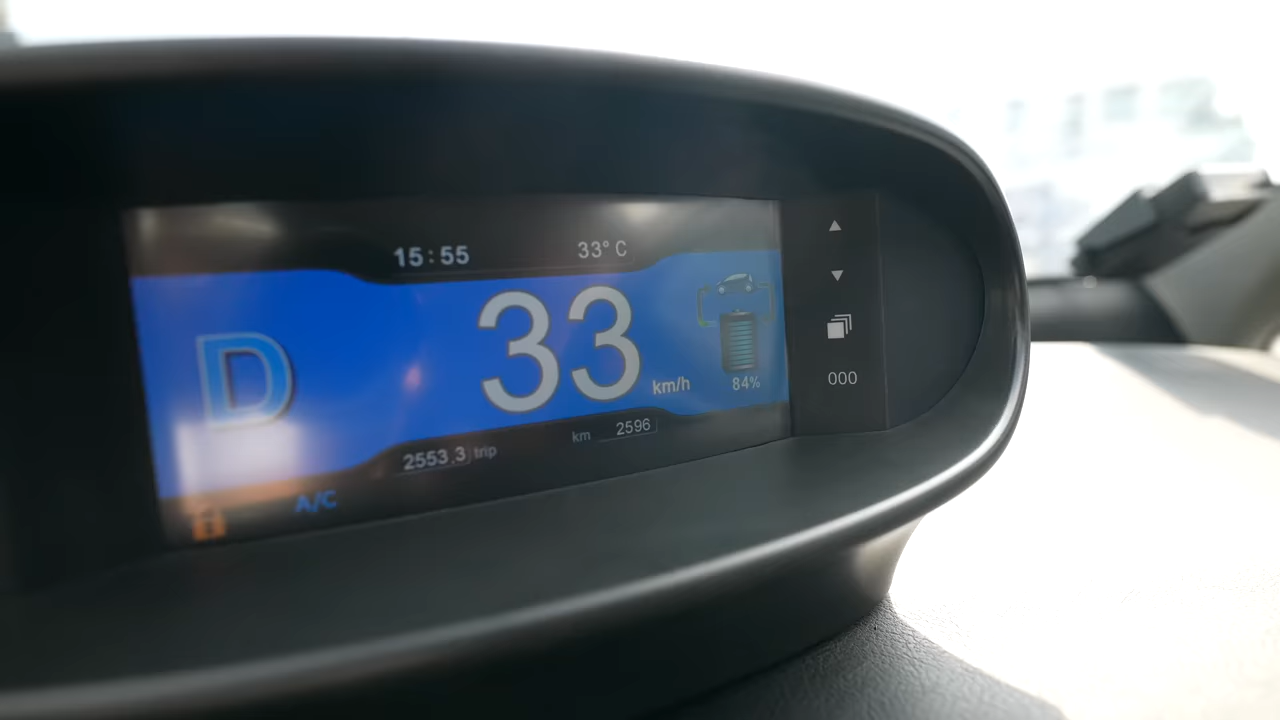 15:55 33° C
D 33 km/h
84%
2553.3 trip km 2596
A/C
000